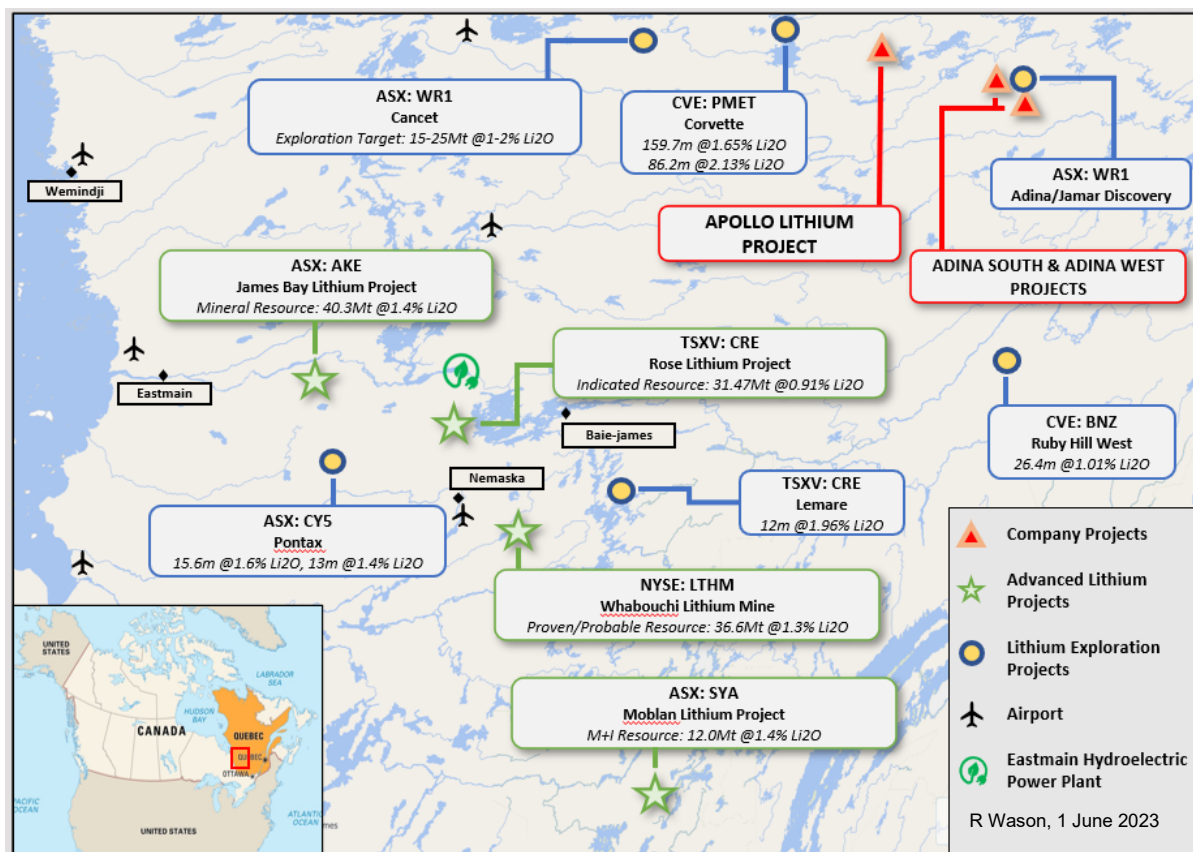 ASX: WR1
Cancet
Exploration Target: 15-25Mt @1-2% Li2O
CVE: PMET
Corvette
159.7m @1.65% Li2O
86.2m @2.13% Li2O
ASX: WR1
Adina/Jamar Discovery
Wemindji
APOLLO LITHIUM
PROJECT
ADINA SOUTH & ADINA WEST
PROJECTS
ASX: AKE
James Bay Lithium Project
Mineral Resource: 40.3Mt @1.4% Li2O
TSXV: CRE
Rose Lithium Project
Indicated Resource: 31.47Mt @0.91% Li2O
Eastmain
Baie-james
CVE: BNZ
Ruby Hill West
26.4m @1.01% Li2O
Nemaska
TSXV: CRE
Lemare
12m @1.96% Li2O
ASX: CY5
Pontax
15.6m @1.6% Li2O, 13m @1.4% Li2O
NYSE: LTHM
Whabouchi Lithium Mine
Proven/Probable Resource: 36.6Mt @1.3% Li2O
ASX: SYA
Moblan Lithium Project
M+I Resource: 12.0Mt @1.4% Li2O
Company Projects
Advanced Lithium
Projects
Lithium Exploration
Projects
Airport
Eastmain Hydroelectric
Power Plant
R Wason, 1 June 2023
UNITED
STATES
LABRADOR
SEA
HUDSON
BAY
CANADA
QUEBEC
QUEBEC
OTTAWA
PACIFIC
OCEAN
UNITED STATES
ATLANTIC
OCEAN
mes